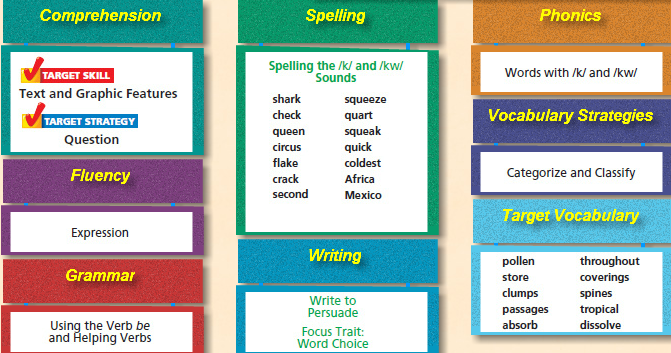 Comprehension
TARGET SKILL
Text and Graphic Features
TARGET STRATEGY
Question
Fluency
Expression
Grammar
Using the Verb be
and Helping Verbs
Spelling
Spelling the /k/ and /kw/
Sounds
shark squeeze
check quart
queen squeak
circus quick
flake coldest
crack Africa
second Mexico
Writing
Write to
Persuade
Focus Trait:
Word Choice
Phonics
Words with /k/ and /kw/
Vocabulary Strategies
Categorize and Classify
Target Vocabulary
pollen throughout
store coverings
clumps spines
passages tropical
absorb dissolve